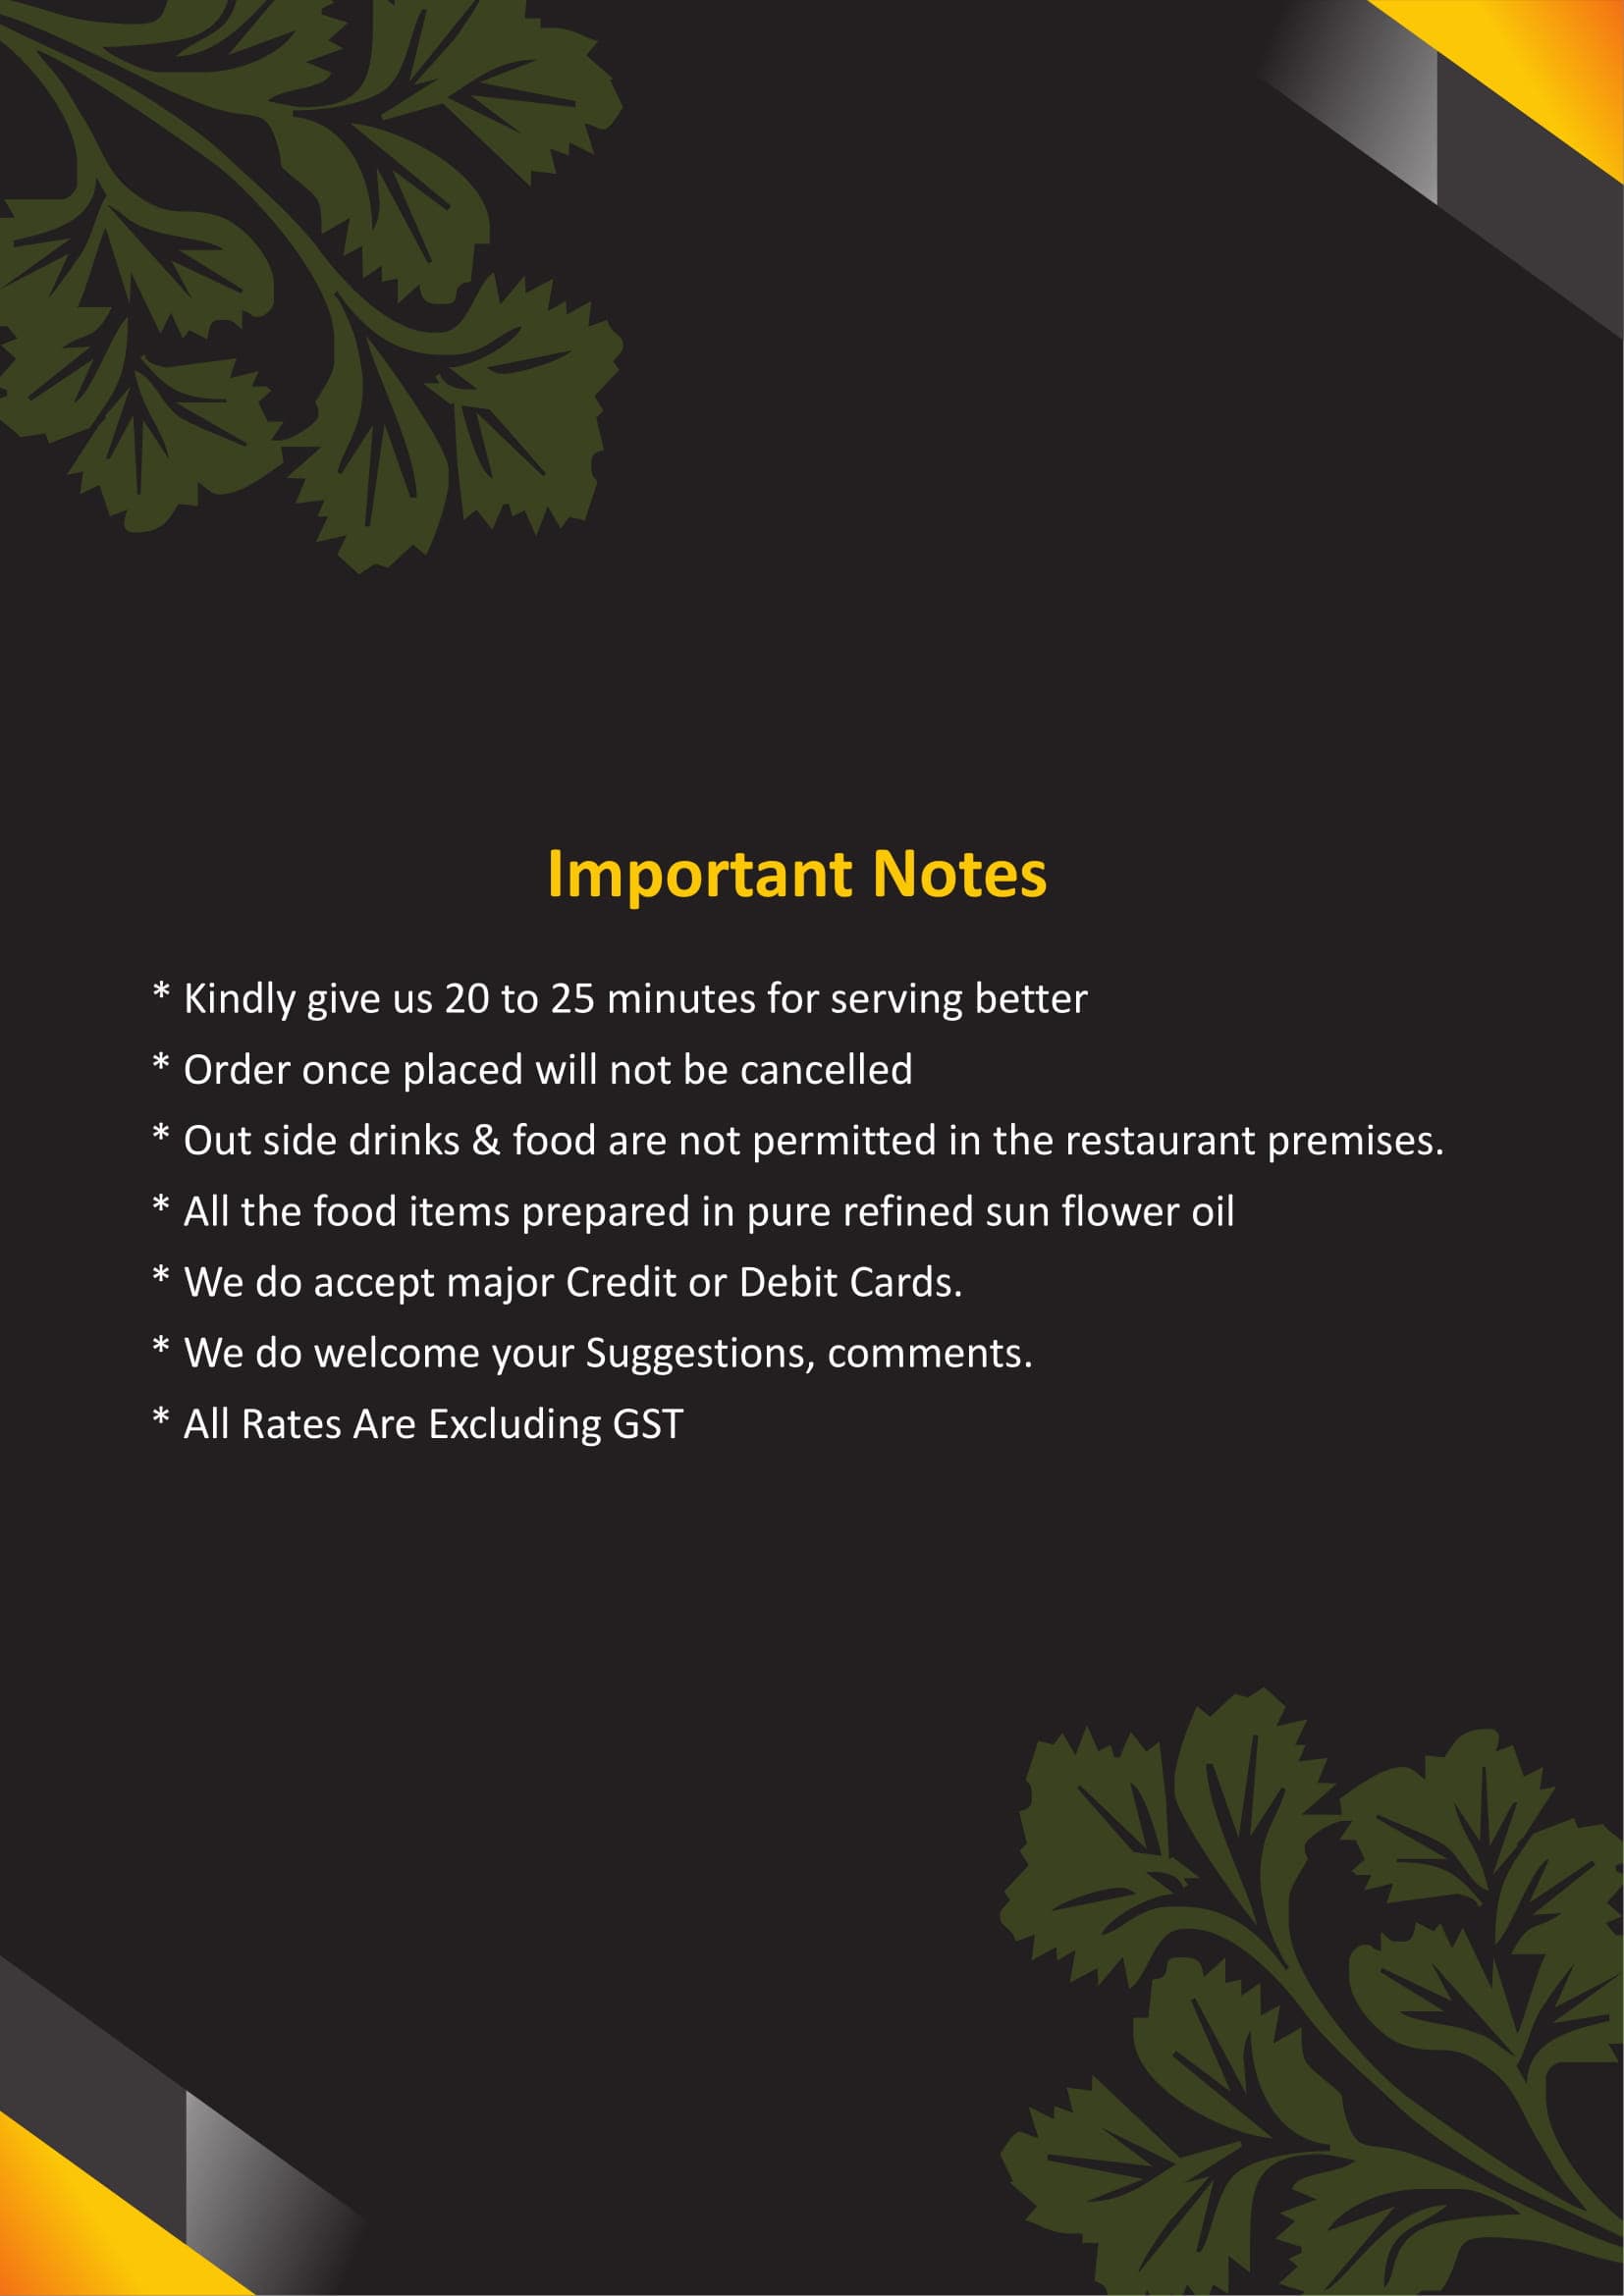 Important Notes
* Kindly give us 20 to 25 minutes for serving better
* Order once placed will not be cancelled
* Out side drinks & food are not permitted in the restaurant premises.
* All the food items prepared in pure refined sun flower oil
* We do accept major Credit or Debit Cards.
* We do welcome your Suggestions, comments.
* All Rates Are Excluding GST